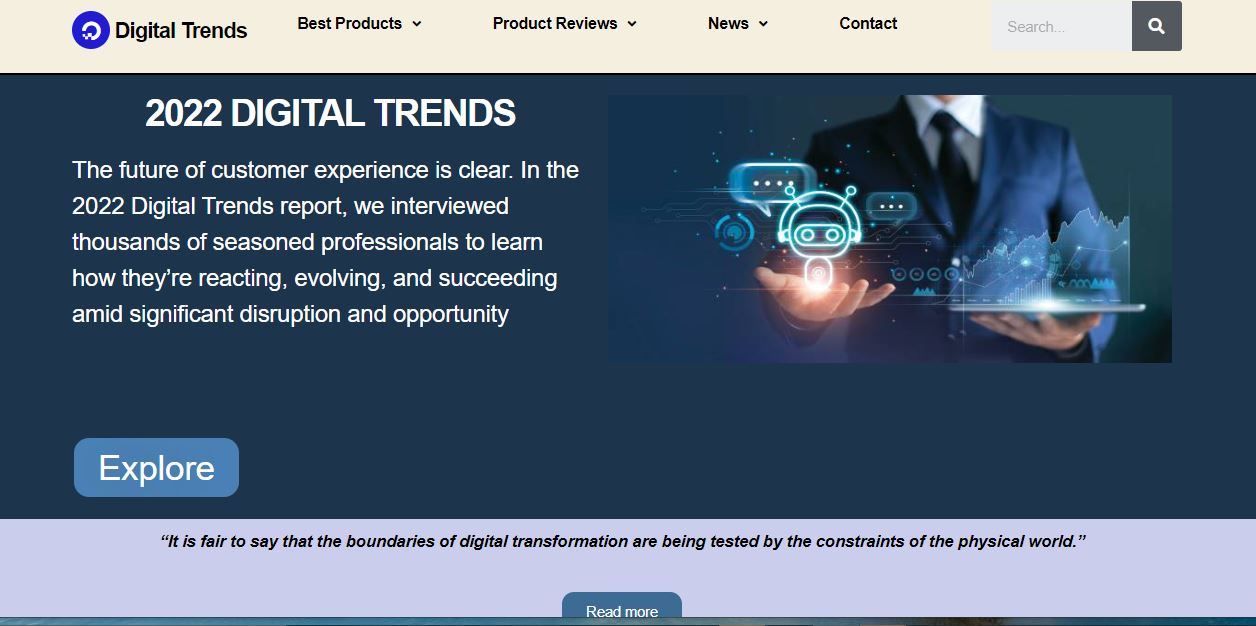 Digital Trends
Best Products
Product Reviews
News
Contact
Search...
2022 DIGITAL TRENDS
The future of customer experience is clear. In the
2022 Digital Trends report, we interviewed
thousands of seasoned professionals to learn
how they’re reacting, evolving, and succeeding
amid significant disruption and opportunity
Explore
“It is fair to say that the boundaries of digital transformation are being tested by the constraints of the physical world.”
Read more